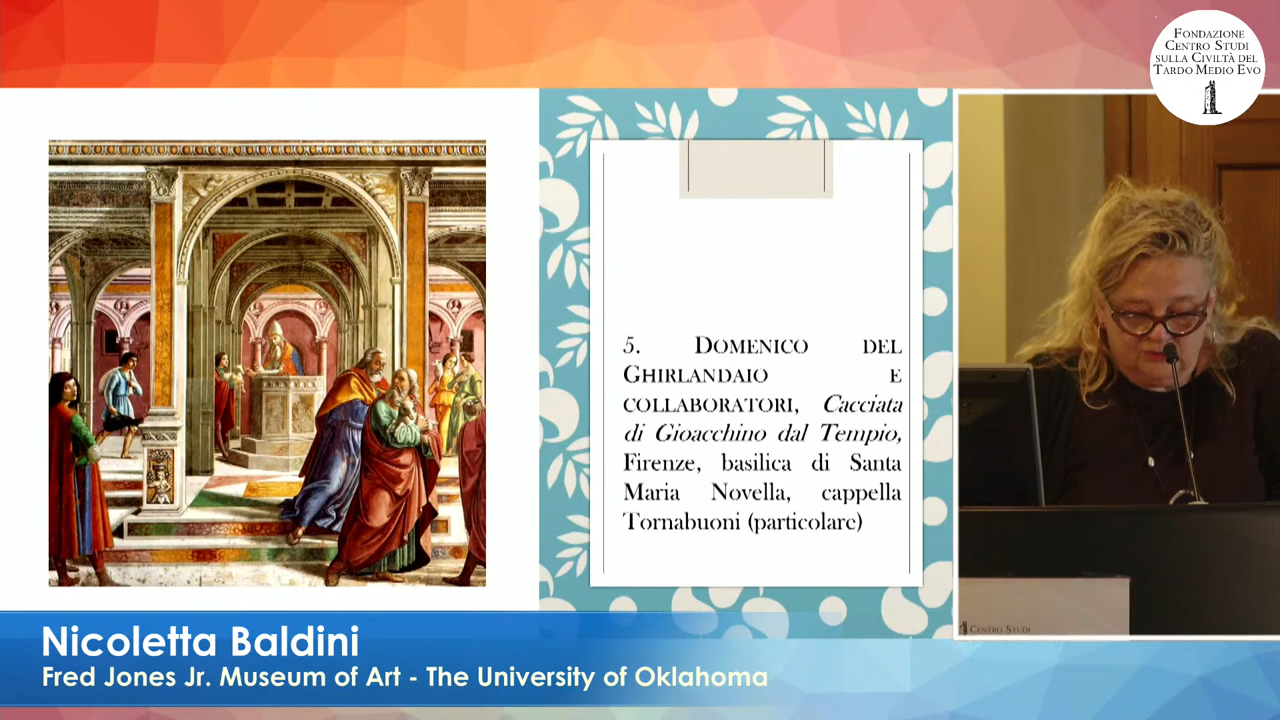 FONDAZIONE
CENTRO STUDI
SULLA CIVILTÀ DEL
TARDO MEDIO EVO
5. DOMENICO DEL
GHIRLANDAIO E
COLLABORATORI, Cacciata
di Gioacchino dal Tempio,
Firenze, basilica di Santa
Maria Novella, cappella
Tornabuoni (particolare)
CENTRO STUDI
Nicoletta Baldini
Fred Jones Jr. Museum of Art - The University of Oklahoma